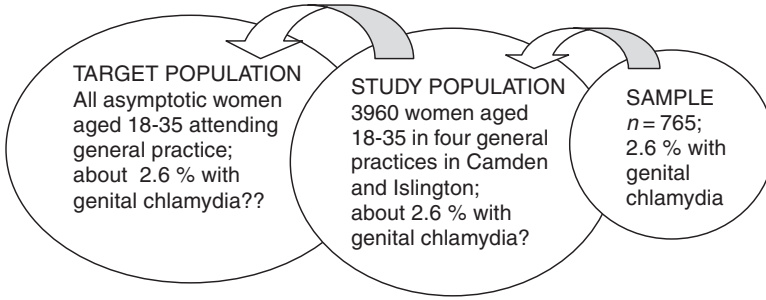 TARGET POPULATION
All asymptotic women
aged 18-35 attending
general practice;
about 2.6 % with
genital chlamydia??
STUDY POPULATION
3960 women aged
18-35 in four general
practices in Camden
and Islington;
about 2.6 % with
genital chlamydia?
SAMPLE
n = 765;
2.6 % with
genital
chlamydia